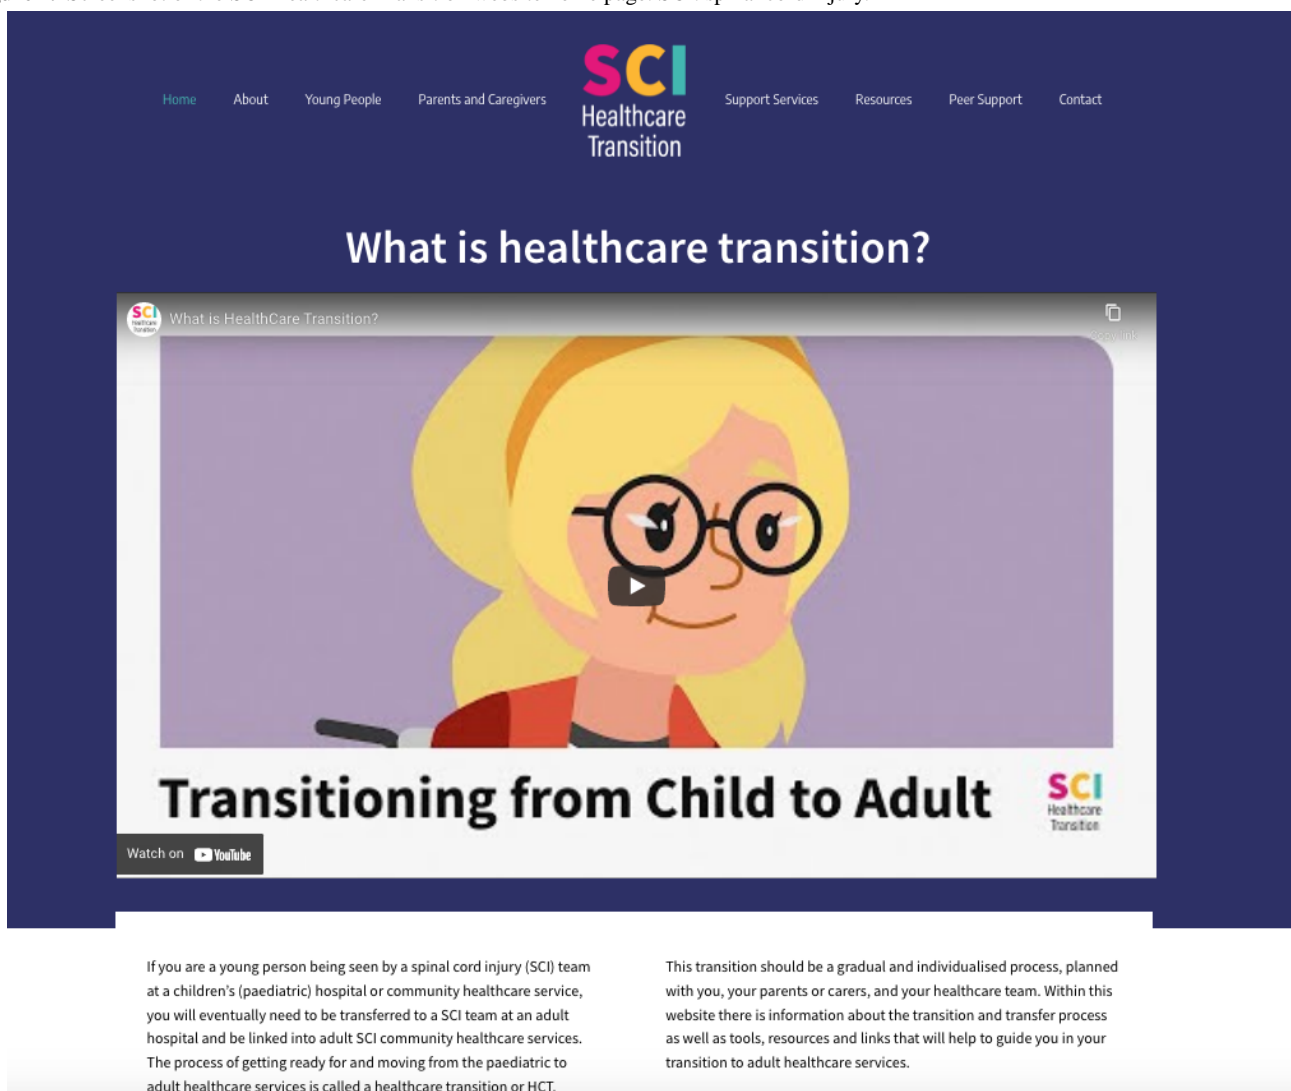 Home About Young People Parents and Caregivers
SCI
Healthcare
Transition
Support Services Resources Peer Support Contact
What is healthcare transition?
SCI
Healthcare
Transition
What is HealthCare Transition?
Transitioning from Child to Adult
SCI
Healthcare
Transition
Watch on YouTube
If you are a young person being seen by a spinal cord injury (SCI) team
at a children's (paediatric) hospital or community healthcare service,
you will eventually need to be transferred to a SCI team at an adult
hospital and be linked into adult SCI community healthcare services.
The process of getting ready for and moving from the paediatric to
adult healthcare services is called a healthcare transition or HCT.
This transition should be a gradual and individualised process, planned
with you, your parents or carers, and your healthcare team. Within this
website there is information about the transition and transfer process
as well as tools, resources and links that will help to guide you in your
transition to adult healthcare services.